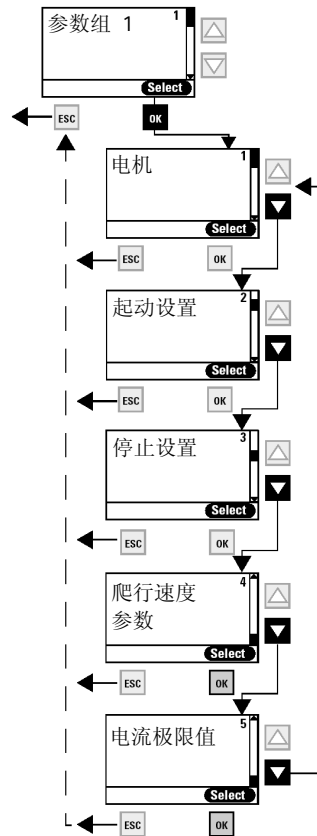 参数组 1
1
Select
ESC
OK
电机
1
Select
ESC
OK
起动设置
2
Select
ESC
OK
停止设置
3
Select
ESC
OK
爬行速度
参数
4
Select
ESC
OK
电流极限值
5
Select
ESC
OK